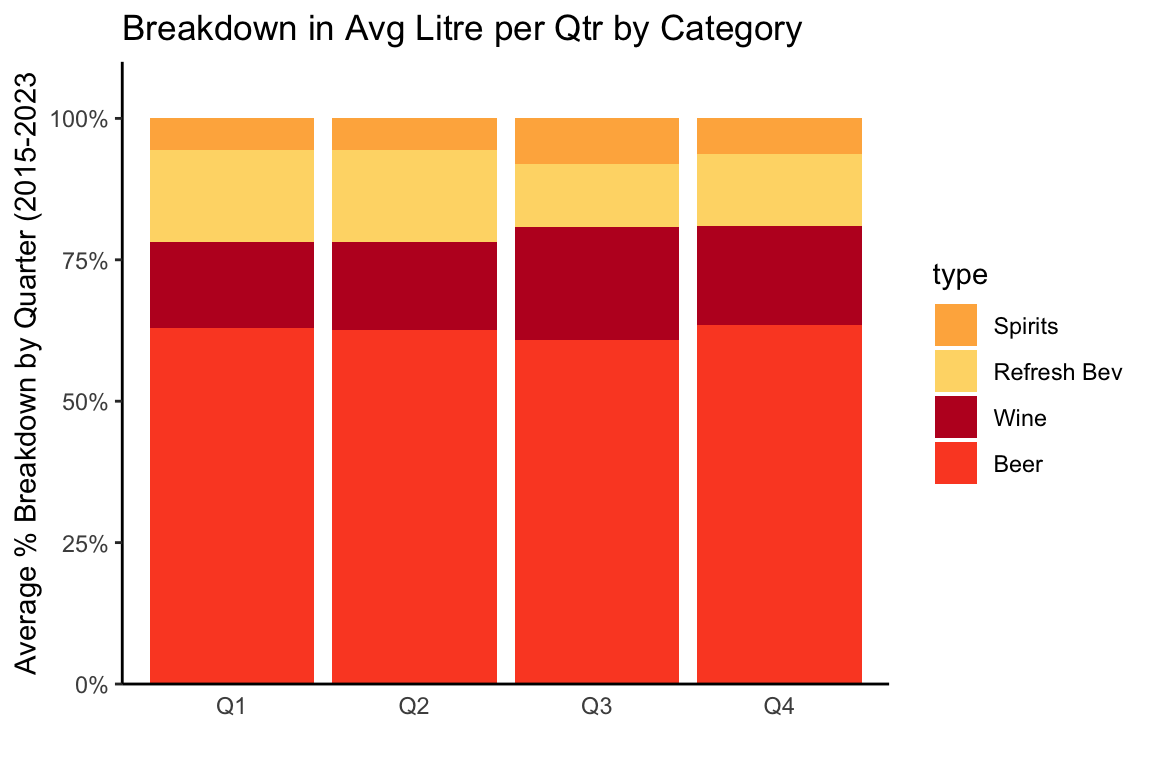 Breakdown in Avg Litre per Qtr by Category
Average % Breakdown by Quarter (2015-2023
100%
75%
50%
25%
0%
Q1 Q2 Q3 Q4
type
Spirits
Refresh Bev
Wine
Beer